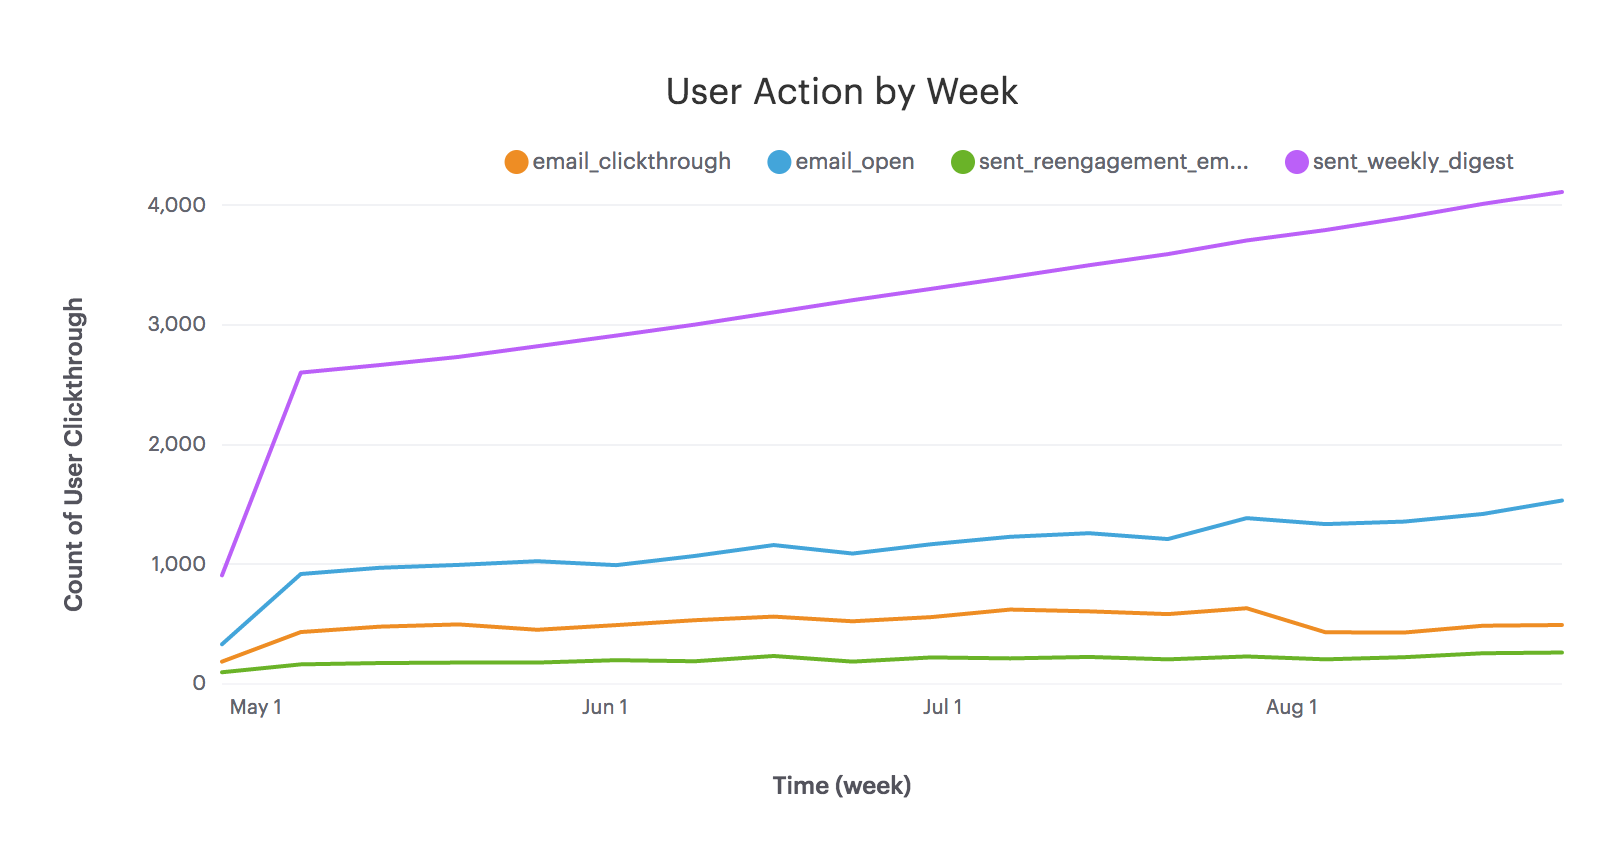 User Action by Week
email_clickthrough email_open sent_reengagement_em... sent_weekly_digest
4,000
3,000
2,000
1,000
0
Count of User Clickthrough
May 1 Jun 1 Jul 1 Aug 1
Time (week)